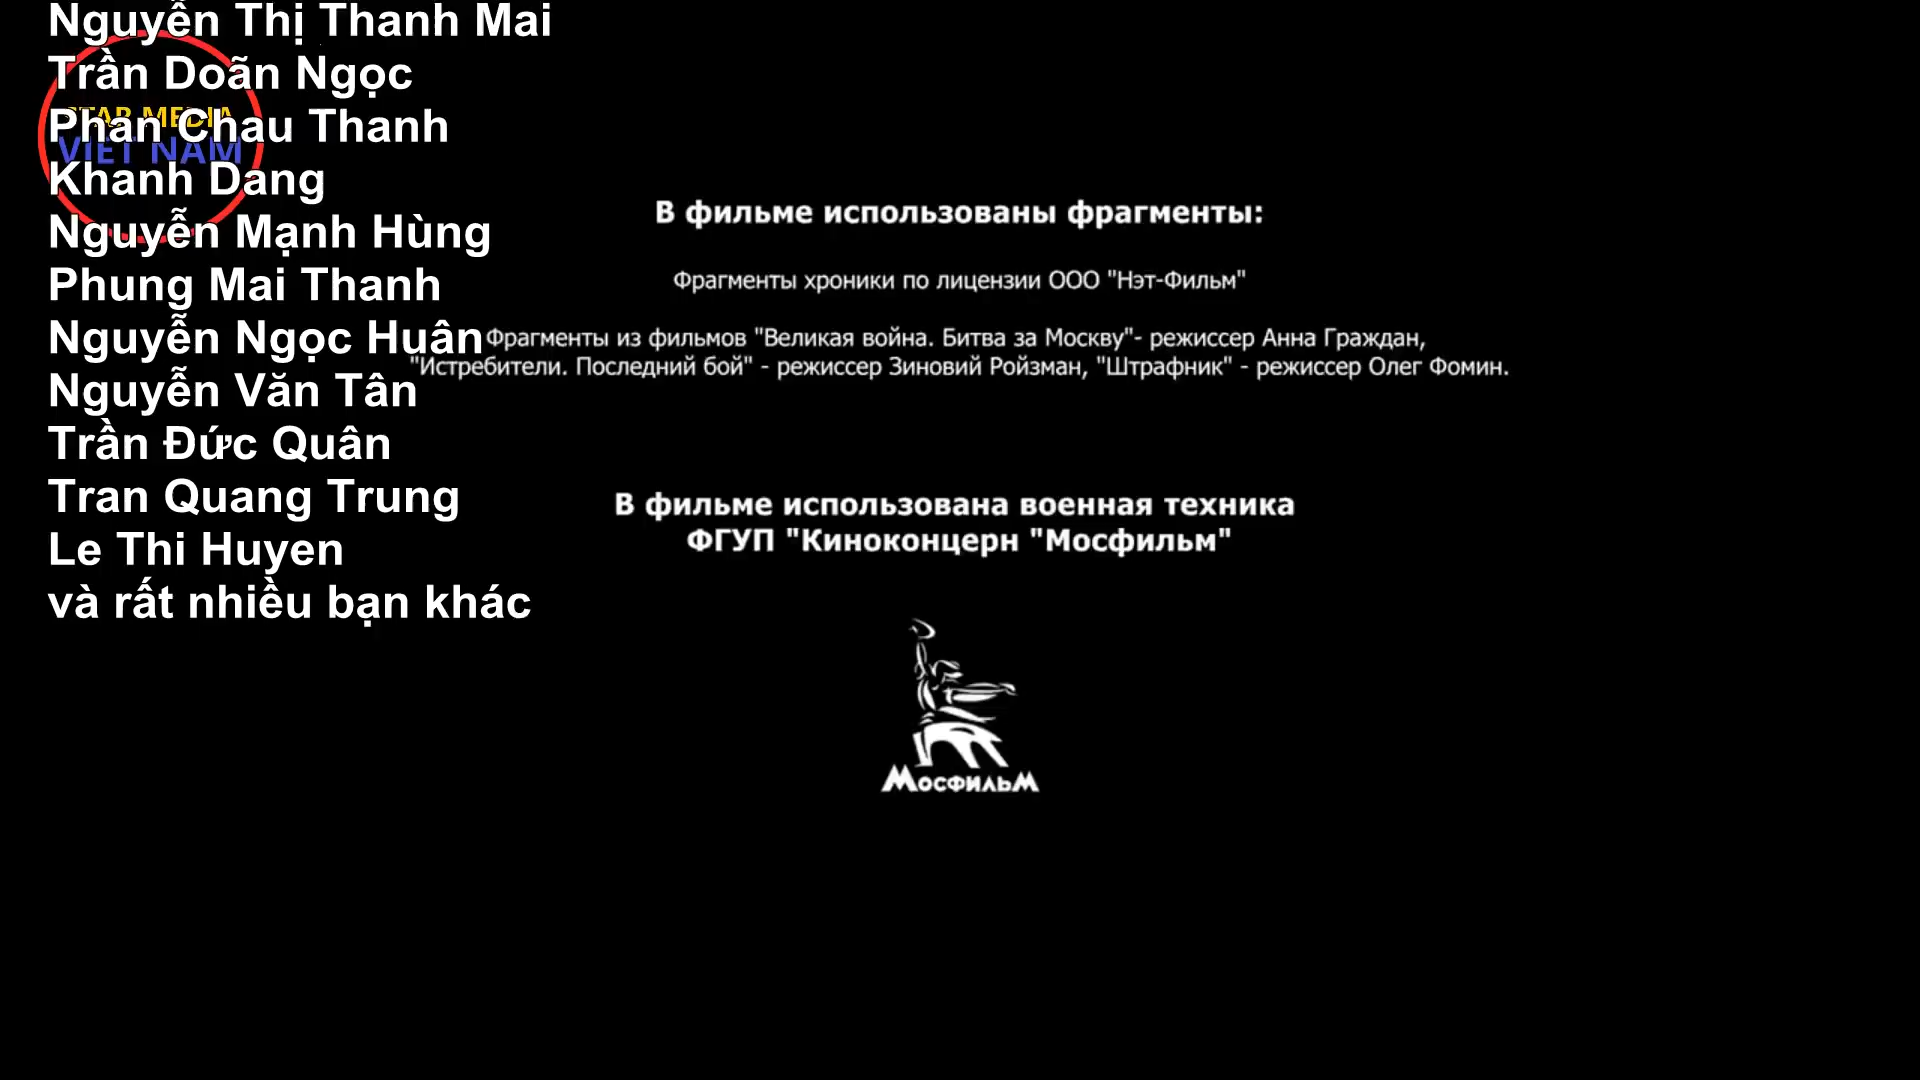 Nguyễn Thị Thanh Mai
Trần Doãn Ngọc
STAR MEDIA
Phan Chau Thanh
VIỆT NAM
Khanh Dang
Nguyễn Mạnh Hùng
Phung Mai Thanh
Nguyễn Ngọc Huân
Nguyễn Văn Tân
Trần Đức Quân
Tran Quang Trung
Le Thi Huyen
và rất nhiều bạn khác
В фильме использованы фрагменты:
Фрагменты хроники по лицензии ООО "Нэт-Фильм"
Фрагменты из фильмов "Великая война. Битва за Москву"- режиссер Анна Граждан,
"Истребители. Последний бой" - режиссер Зиновий Ройзман, "Штрафник" - режиссер Олег Фомин.
В фильме использована военная техника
ФГУП "Киноконцерн "Мосфильм"
Мосфильм